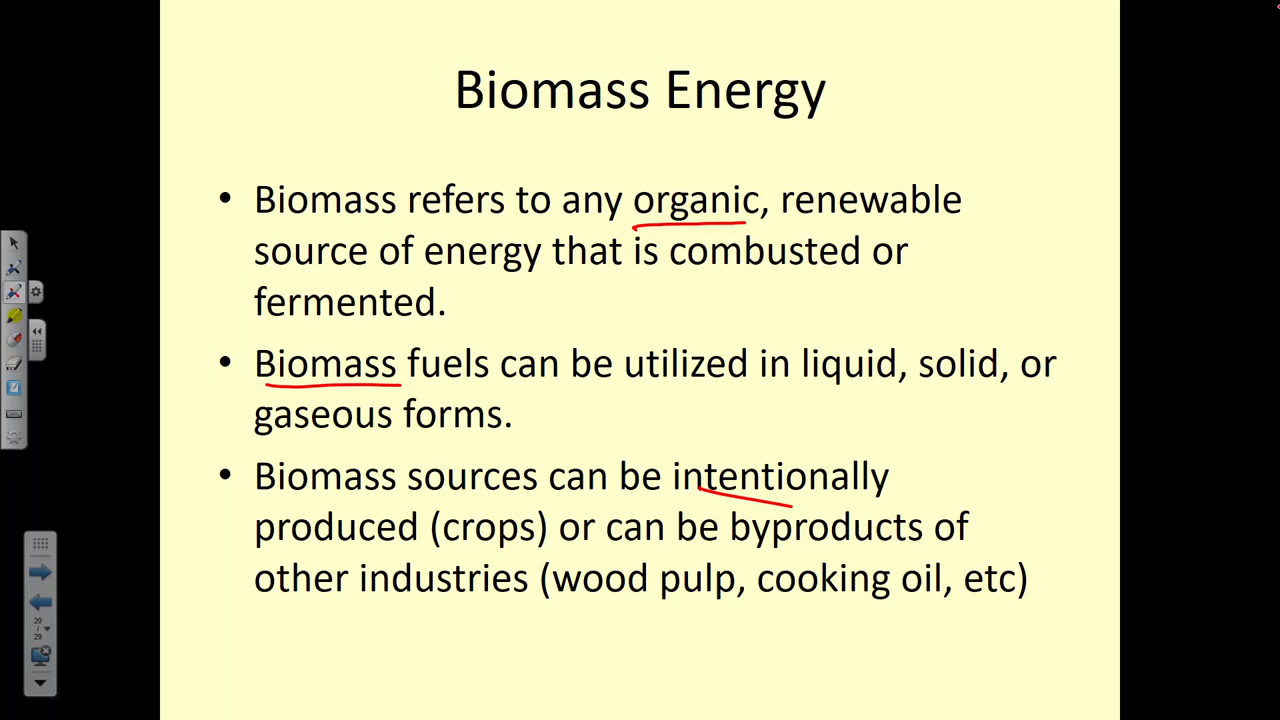 Biomass Energy
• Biomass refers to any organic, renewable
source of energy that is combusted or
fermented.
• Biomass fuels can be utilized in liquid, solid, or
gaseous forms.
• Biomass sources can be intentionally
produced (crops) or can be byproducts of
other industries (wood pulp, cooking oil, etc)
20
/
29